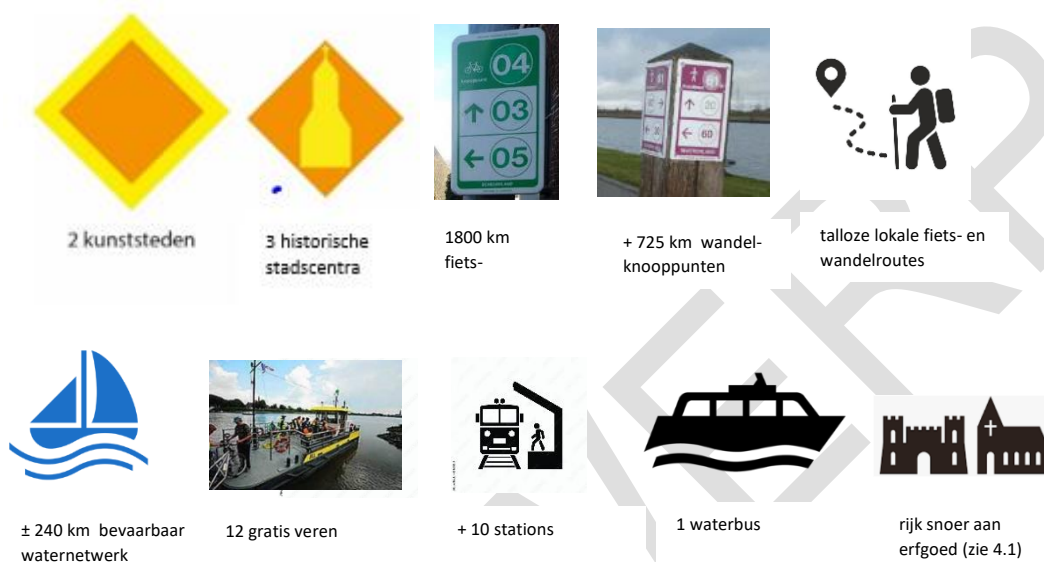 04
03
05
20
60
2 kunststeden
3 historische
stadscentra
1800 km
fiets-
+ 725 km wandel-
knooppunten
talloze lokale fiets- en
wandelroutes
± 240 km bevaarbaar
waternetwerk
12 gratis veren
+ 10 stations
1 waterbus
rijk snoer aan
erfgoed (zie 4.1)